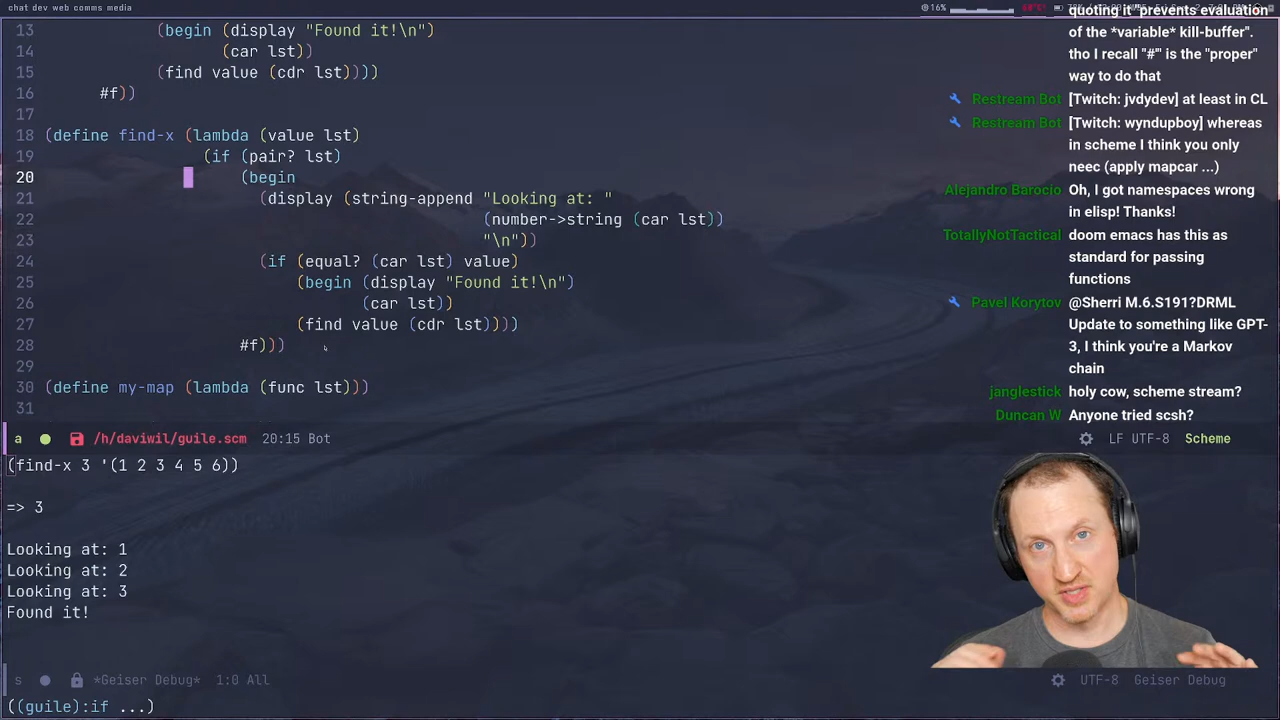 chat dev web comms media
16%
13 (begin (display "Found it!\n")
14 (car lst))
15 (find value (cdr lst))))
16 #f))
17
18 (define find-x (lambda (value lst)
19 (if (pair? lst)
20 (begin
21 (display (string-append "Looking at: "
22 (number->string (car lst))
23 "\n"))
24 (if (equal? (car lst) value)
25 (begin (display "Found it!\n")
26 (car lst))
27 (find value (cdr lst))))
28 #f)))
29
30 (define my-map (lambda (func lst)))
31
a /h/daviwil/guile.scm 20:15 Bot LF UTF-8 Scheme
(find-x 3 '(1 2 3 4 5 6))
=> 3
Looking at: 1
Looking at: 2
Looking at: 3
Found it!
s *Geiser Debug* 1:0 All UTF-8 Geiser Debug
((guile):if ...)
quoting it" prevents evaluation
of the *variable* kill-buffer".
tho I recall "#'" is the "proper"
way to do that
Restream Bot [Twitch: jvdydev] at least in CL
Restream Bot [Twitch: wyndupboy] whereas
in scheme I think you only
neec (apply mapcar ...)
Alejandro Barocio Oh, I got namespaces wrong
in elisp! Thanks!
TotallyNotTactical doom emacs has this as
standard for passing
functions
Pavel Korytov @Sherri M.6.S191?DRML
Update to something like GPT-
3, I think you're a Markov
chain
janglestick holy cow, scheme stream?
Duncan W Anyone tried scsh?